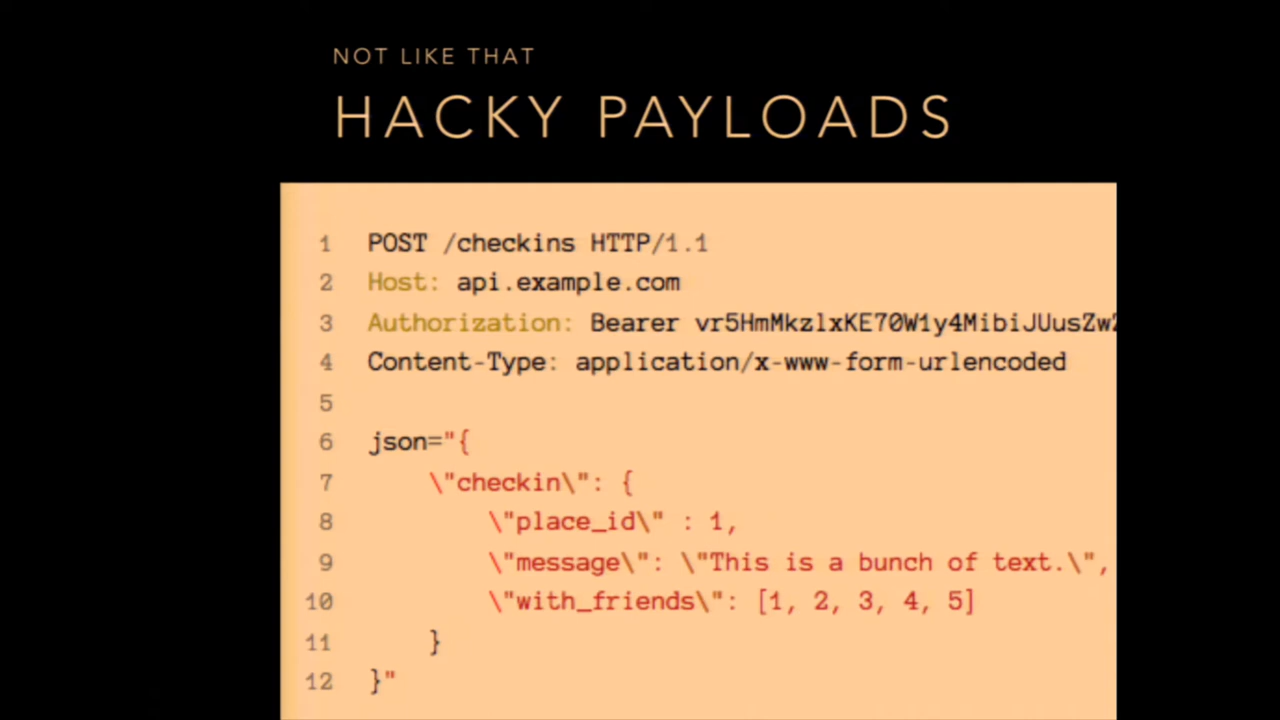 NOT LIKE THAT
HACKY PAYLOADS
1 POST /checkins HTTP/1.1
2 Host: api.example.com
3 Authorization: Bearer vr5HmMkzlxKE70W1y4MibiJUusZwZ
4 Content-Type: application/x-www-form-urlencoded
5
6 json="{
7 \"checkin\": {
8 \"place_id\" : 1,
9 \"message\": \"This is a bunch of text.\",
10 \"with_friends\": [1, 2, 3, 4, 5]
11 }
12 }"